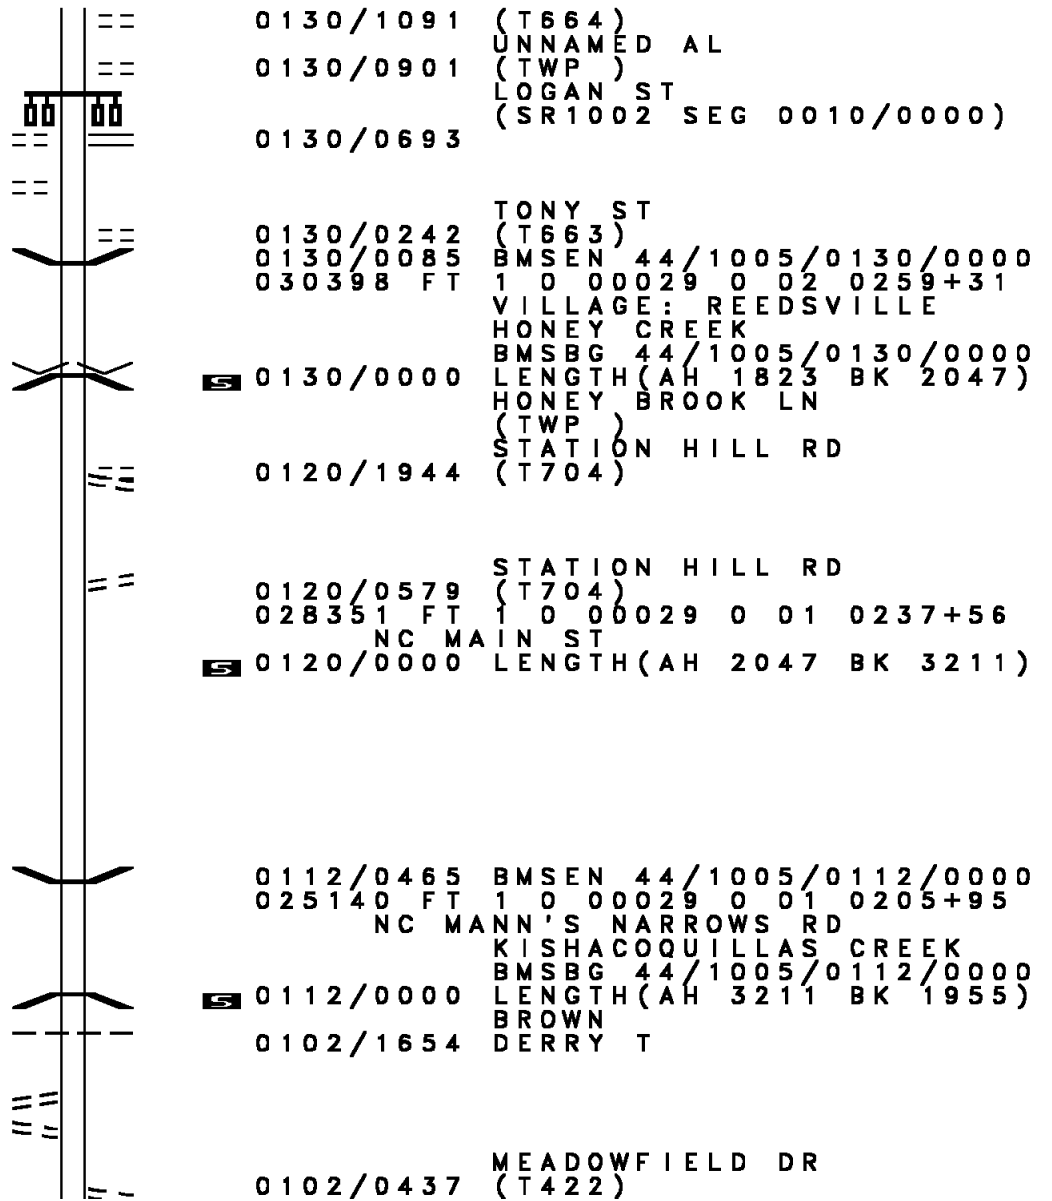 0130/1091 (T664)
UNNAMED AL
0130/0901 (TWP )
LOGAN ST
(SR1002 SEG 0010/0000)
0130/0693
TONY ST
0130/0242 (T663)
0130/0085 BMSEN 44/1005/0130/0000
030398 FT 1 0 00029 0 02 0259+31
VILLAGE: REEDSVILLE
HONEY CREEK
BMSBG 44/1005/0130/0000
S 0130/0000 LENGTH(AH 1823 BK 2047)
HONEY BROOK LN
(TWP )
STATION HILL RD
0120/1944 (T704)
STATION HILL RD
0120/0579 (T704)
028351 FT 1 0 00029 0 01 0237+56
NC MAIN ST
S 0120/0000 LENGTH(AH 2047 BK 3211)
0112/0465 BMSEN 44/1005/0112/0000
025140 FT 1 0 00029 0 01 0205+95
NC MANN'S NARROWS RD
KISHACOQUILLAS CREEK
BMSBG 44/1005/0112/0000
S 0112/0000 LENGTH(AH 3211 BK 1955)
BROWN
0102/1654 DERRY T
MEADOWFIELD DR
0102/0437 (T422)